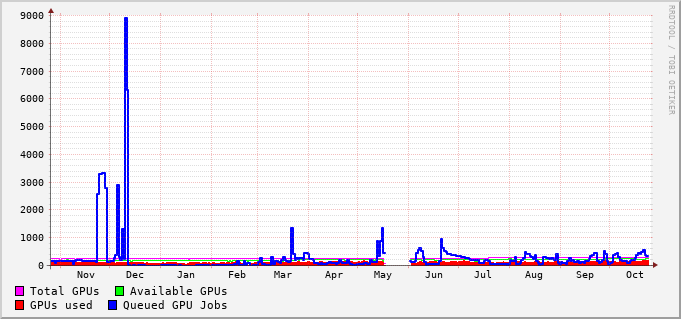 9000
8000
7000
6000
5000
4000
3000
2000
1000
0
Nov Dec Jan Feb Mar Apr May Jun Jul Aug Sep Oct
Total GPUs Available GPUs
GPUs used Queued GPU Jobs
RRDTOOL / TOBI OETIKER